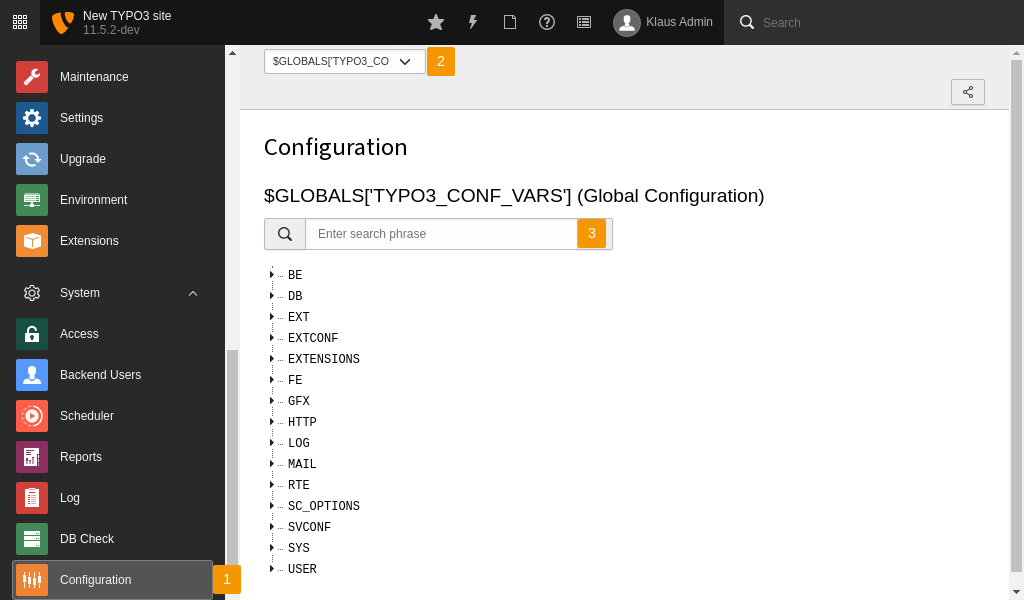 New TYPO3 site
11.5.2-dev
Klaus Admin
Search
Maintenance
Settings
Upgrade
Environment
Extensions
System
Access
Backend Users
Scheduler
Reports
Log
DB Check
Configuration
1
$GLOBALS['TYPO3_CO
2
Configuration
$GLOBALS['TYPO3_CONF_VARS'] (Global Configuration)
Enter search phrase
3
BE
DB
EXT
EXTCONF
EXTENSIONS
FE
GFX
HTTP
LOG
MAIL
RTE
SC_OPTIONS
SVCONF
SYS
USER